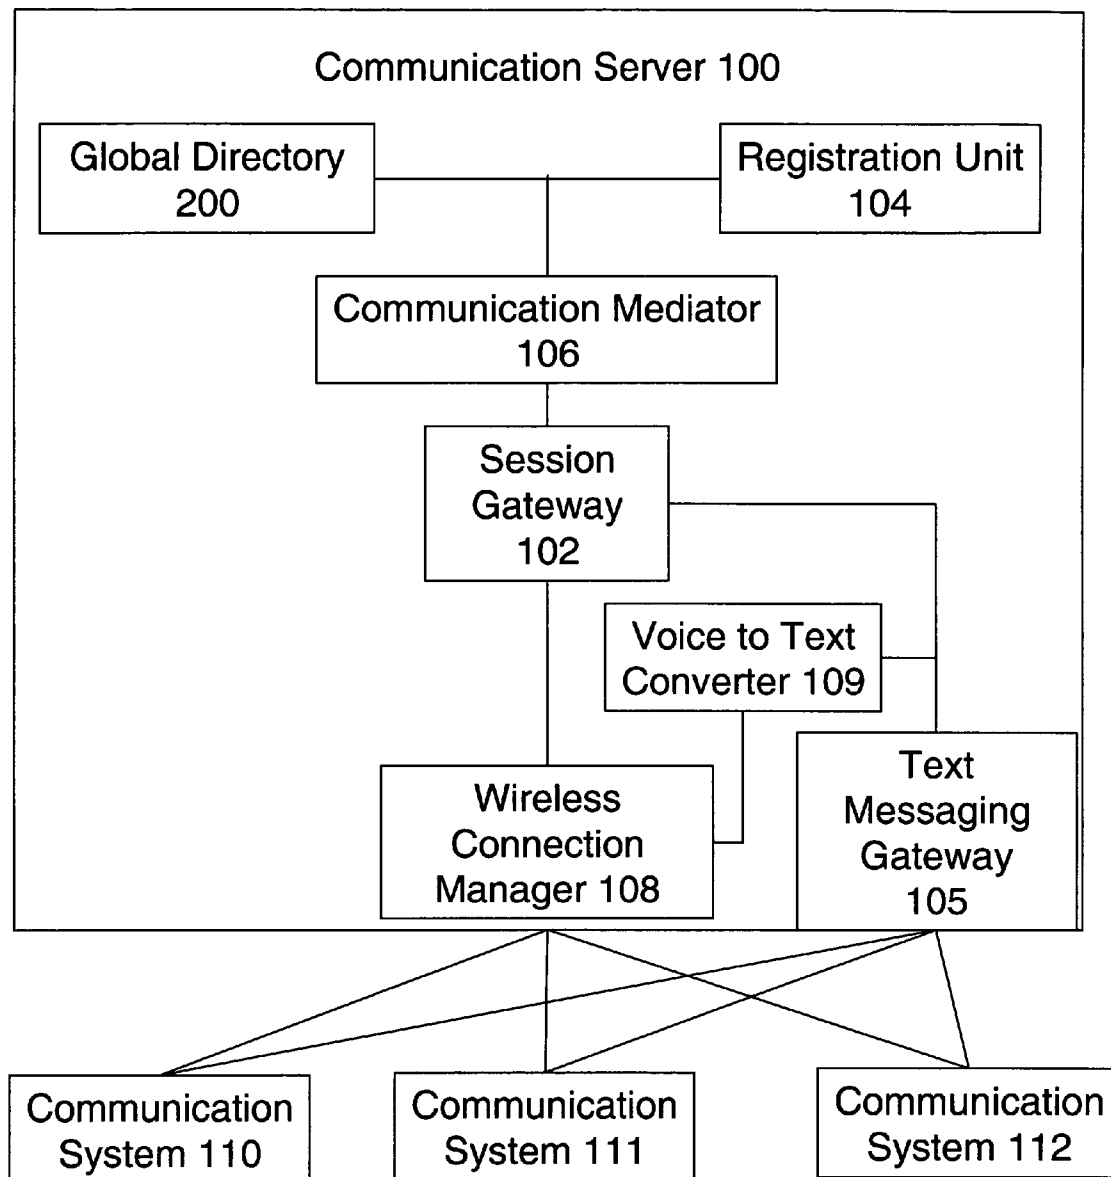 Communication Server 100
Global Directory
200
Registration Unit
104
Communication Mediator
106
Session
Gateway
102
Voice to Text
Converter 109
Wireless
Connection
Manager 108
Text
Messaging
Gateway
105
Communication
System 110
Communication
System 111
Communication
System 112